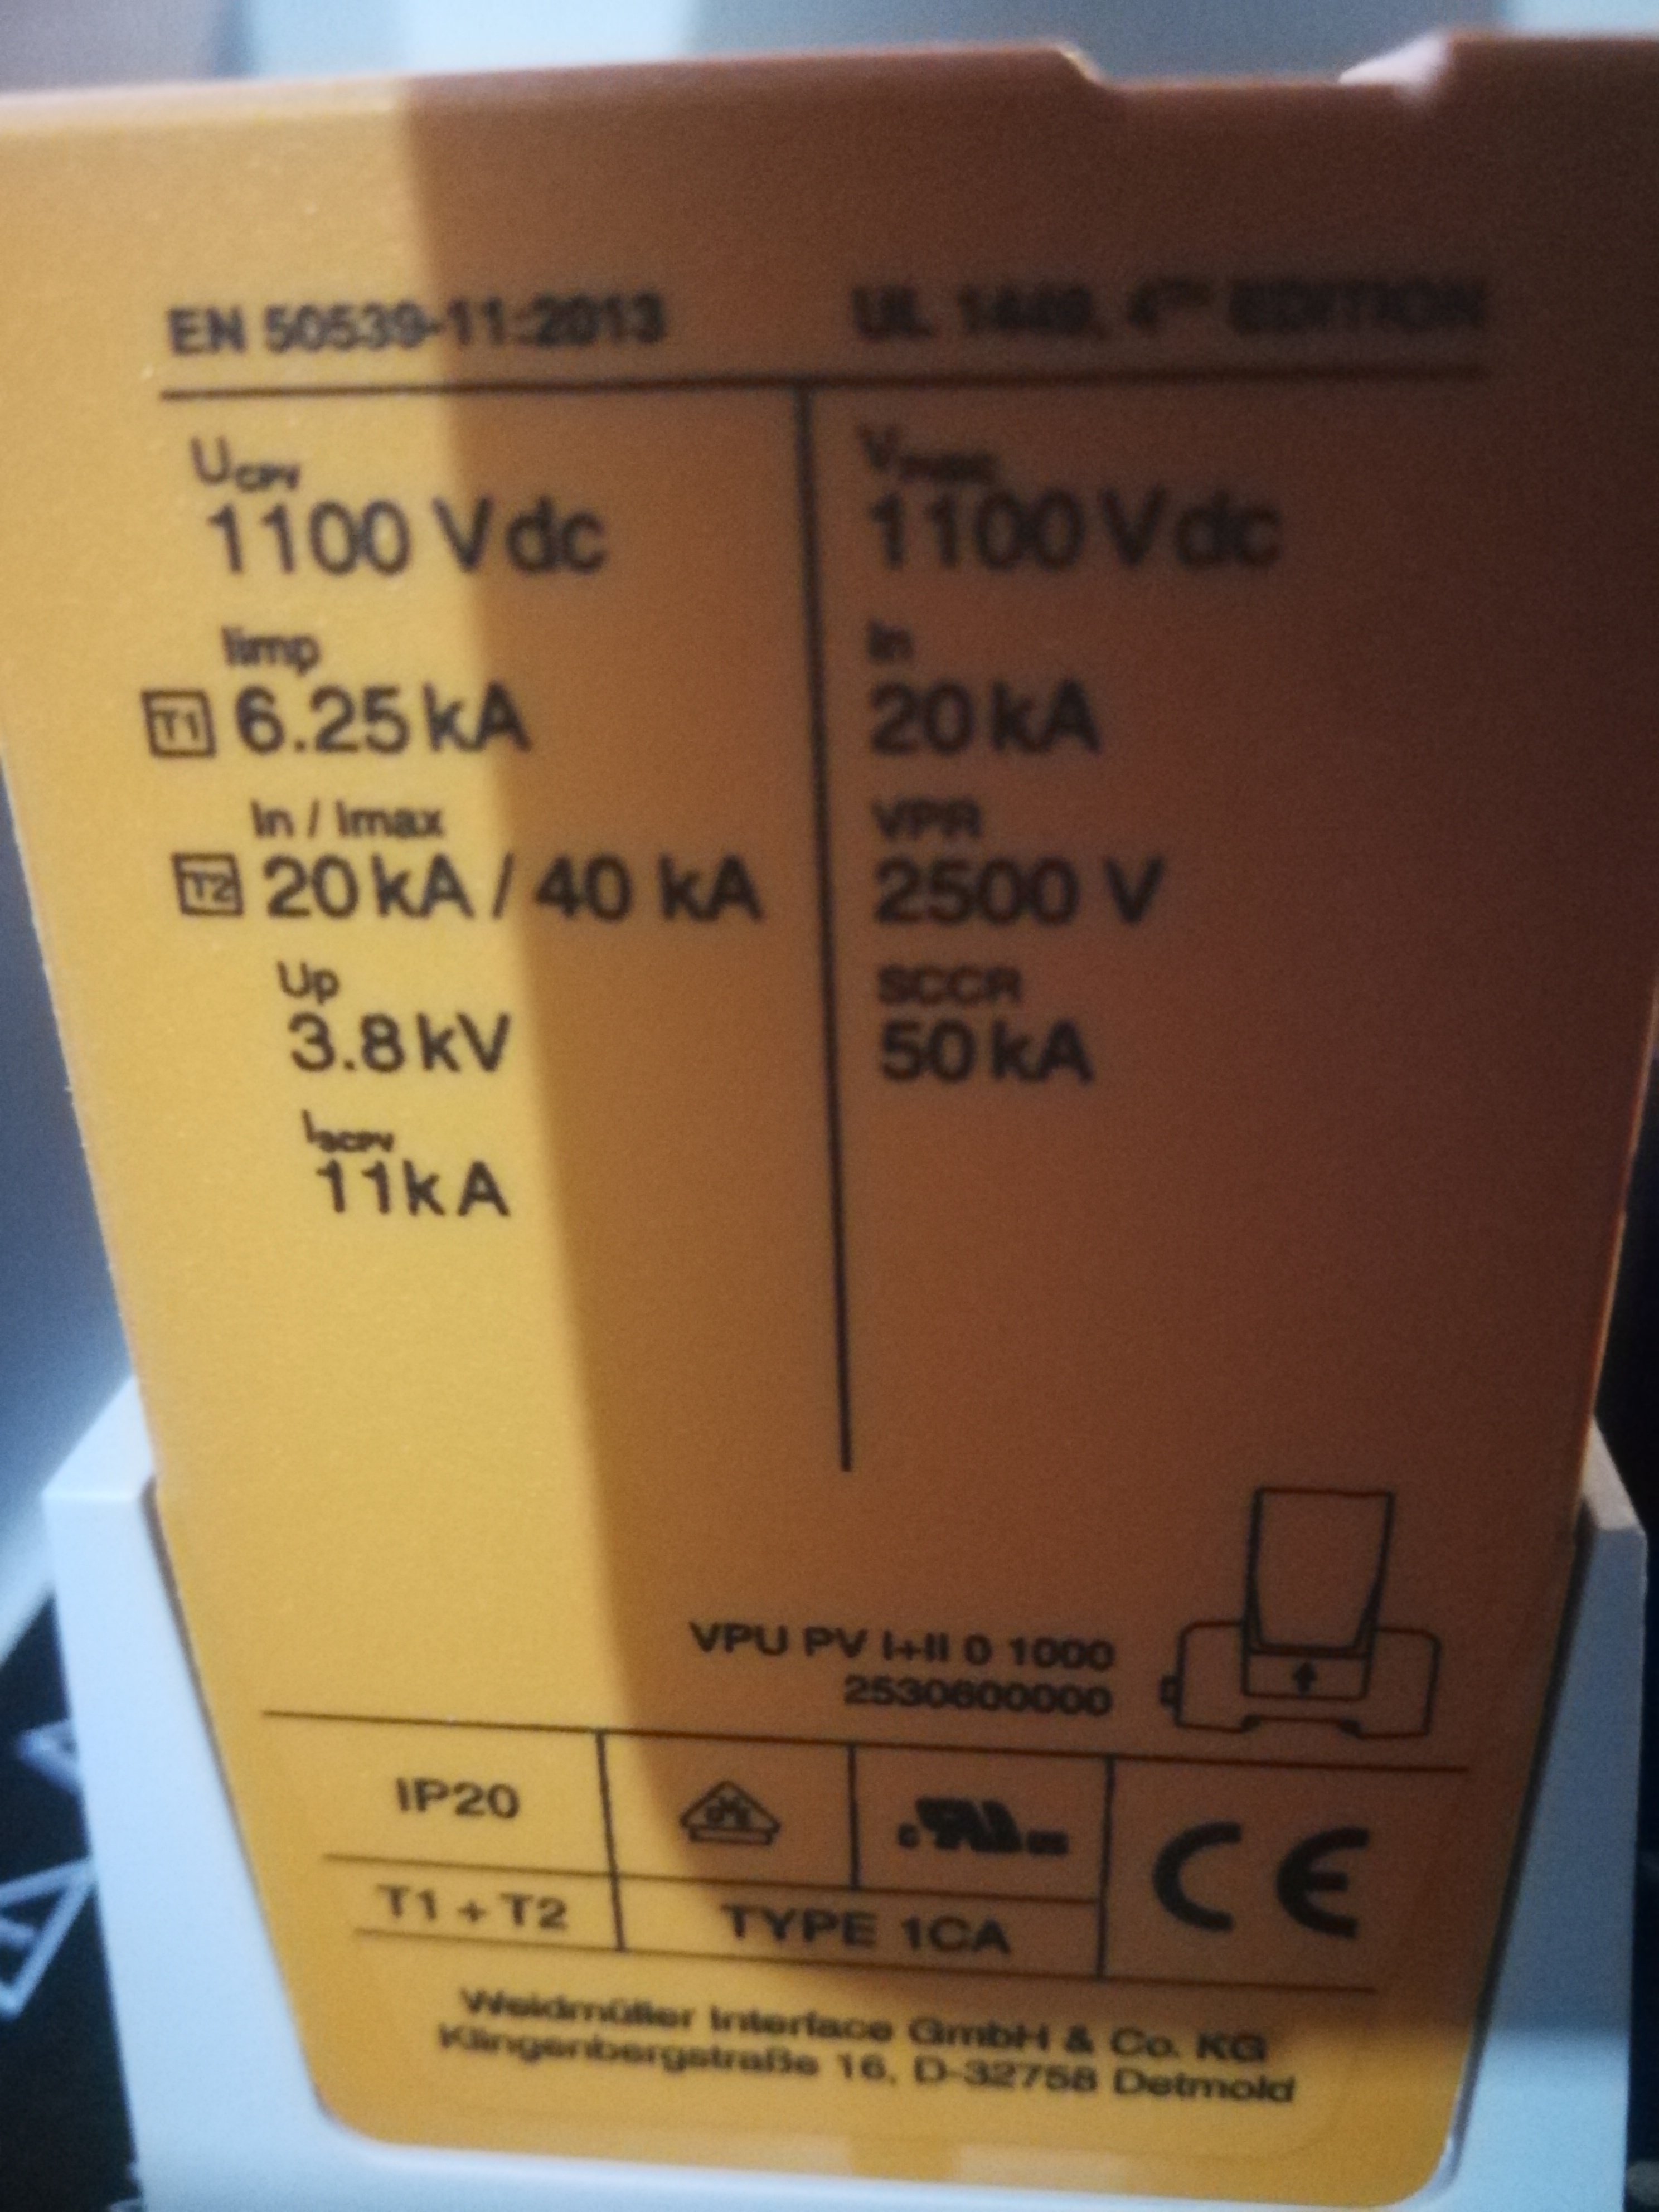 EN 50539-11:2013 UL 1449, 4TH EDITION
UCPV
1100 Vdc
Iimp
T1 6.25 kA
In / Imax
T2 20 kA / 40 kA
Up
3.8 kV
ISCPV
11kA
VPVDC
1100 Vdc
In
20 kA
VPR
2500 V
SCCR
50 kA
VPU PV I+II 0 1000
2530600000
IP20
T1 + T2
TYPE 1CA
CE
Weidmüller Interface GmbH & Co. KG
Klingenbergstraße 16, D-32758 Detmold